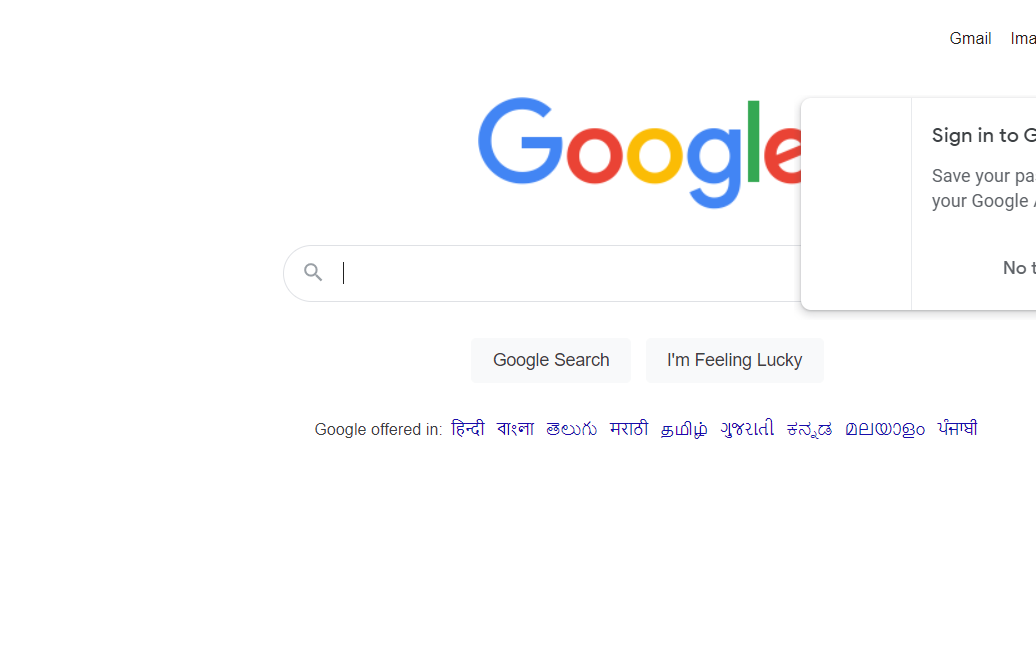 Gmail Ima
Google
Sign in to G
Save your pa
your Google A
No t
Google Search I'm Feeling Lucky
Google offered in: हिन्दी বাংলা తెలుగు मराठी தமிழ் ગુજરાતી ಕನ್ನಡ മലയാളം ਪੰਜਾਬੀ